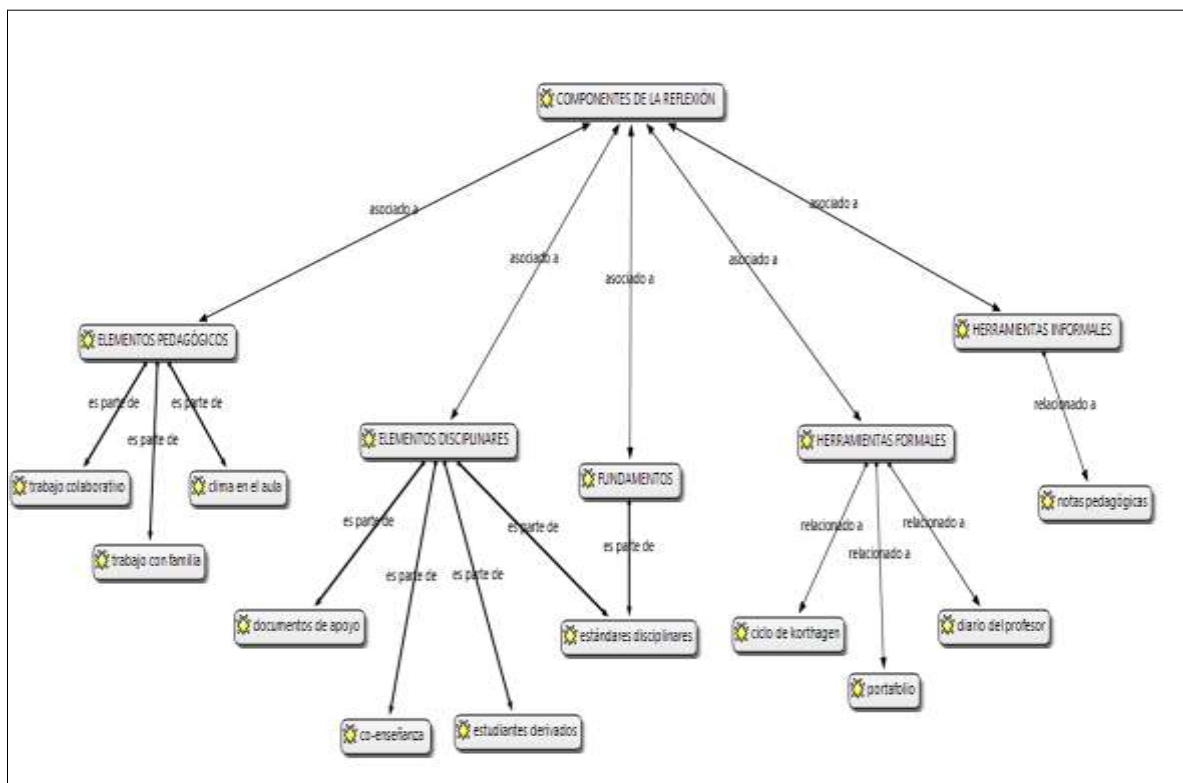 COMPONENTES DE LA REFLEXIÓN
asociado a
asociado a
asociado a
asociado a
asociado a
ELEMENTOS PEDAGÓGICOS
HERRAMIENTAS INFORMALES
es parte de
es parte de
es parte de
relacionado a
ELEMENTOS DISCIPLINARES
HERRAMIENTAS FORMALES
trabajo colaborativo
clima en el aula
FUNDAMENTOS
notas pedagógicas
trabajo con familia
es parte de
es parte de
es parte de
es parte de
es parte de
relacionado a
relacionado a
relacionado a
documentos de apoyo
estándares disciplinares
ciclo de korthagen
diario del profesor
portafolio
co-enseñanza
estudiantes derivados